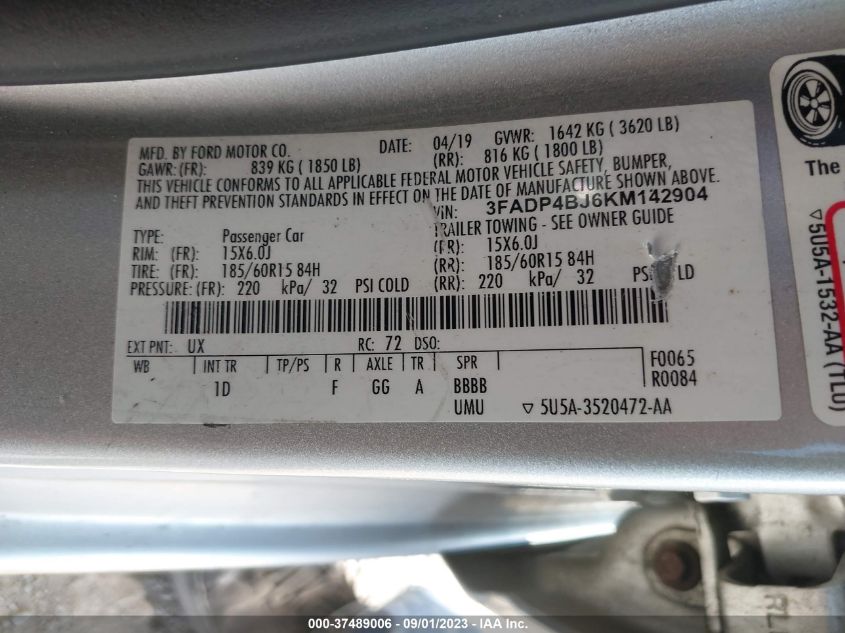 MFD. BY FORD MOTOR CO. DATE: 04/19 GVWR: 1642 KG ( 3620 LB)
GAWR: (FR): 839 KG ( 1850 LB) (RR): 816 KG ( 1800 LB)
THIS VEHICLE CONFORMS TO ALL APPLICABLE FEDERAL MOTOR VEHICLE SAFETY, BUMPER,
AND THEFT PREVENTION STANDARDS IN EFFECT ON THE DATE OF MANUFACTURE SHOWN ABOVE.
VIN: 3FADP4BJ6KM142904
TYPE: Passenger Car TRAILER TOWING - SEE OWNER GUIDE
RIM: (FR): 15X6.0J (RR): 15X6.0J
TIRE: (FR): 185/60R15 84H (RR): 185/60R15 84H
PRESSURE: (FR): 220 kPa/ 32 PSI COLD (RR): 220 kPa/ 32 PSI LD
EXT PNT: UX RC: 72 DSO:
WB INT TR TP/PS R AXLE TR SPR F0065
1D F GG A BBBB R0084
UMU ▽ 5U5A-3520472-AA
The
▽5U5A-1532-AA (TL0)
RL
000-37489006 - 09/01/2023 - IAA Inc.